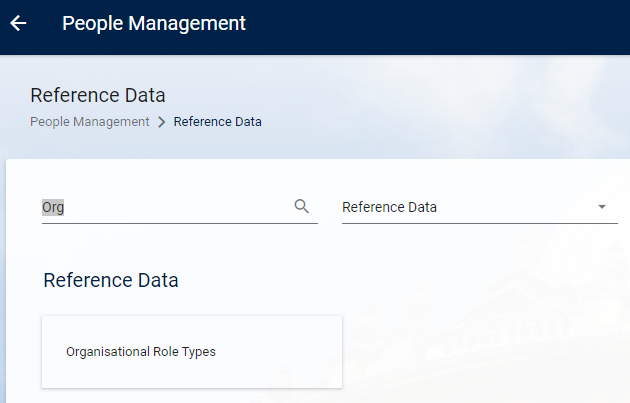 People Management
Reference Data
People Management > Reference Data
Org
Reference Data
Reference Data
Organisational Role Types